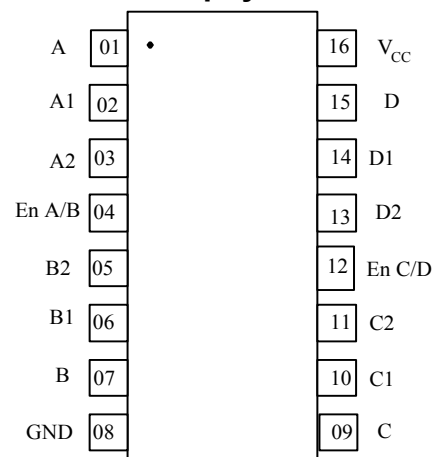 A 01 16 VCC
A1 02 15 D
A2 03 14 D1
En A/B 04 13 D2
B2 05 12 En C/D
B1 06 11 C2
B 07 10 C1
GND 08 09 C